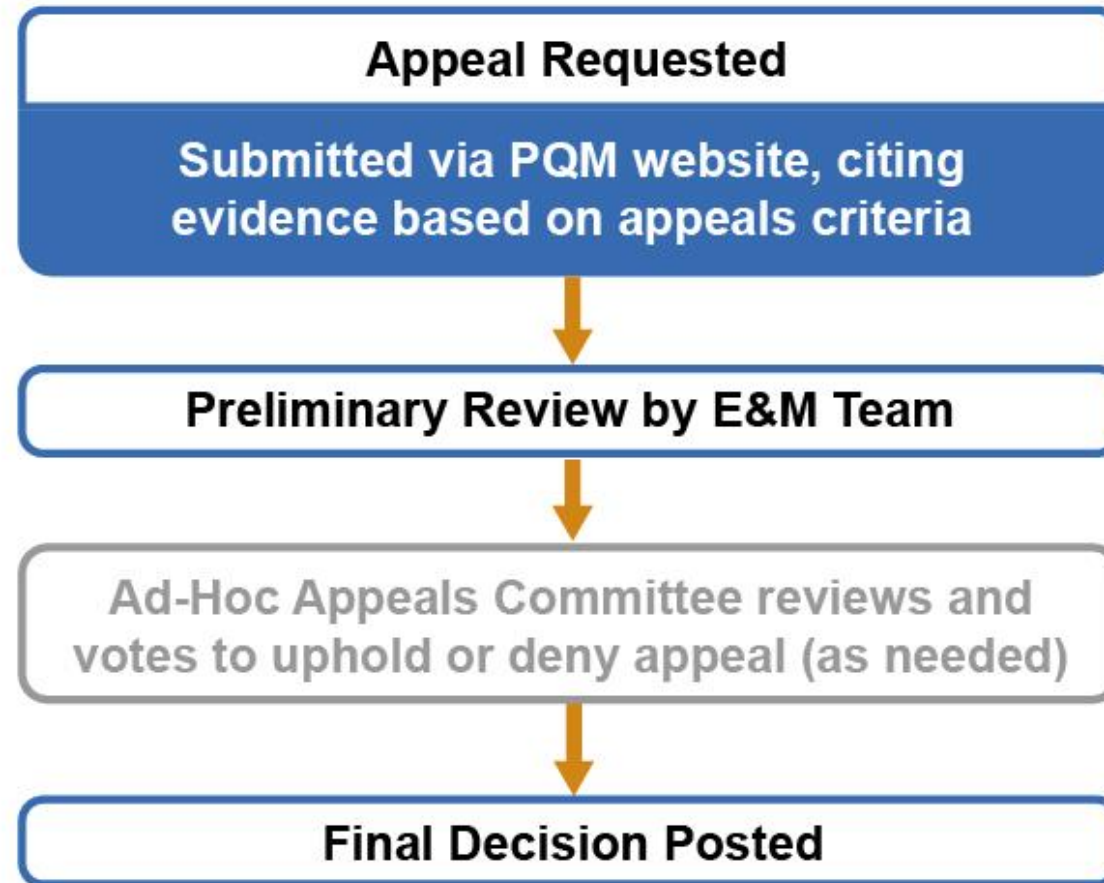 Appeal Requested
Submitted via PQM website, citing
evidence based on appeals criteria
Preliminary Review by E&M Team
Ad-Hoc Appeals Committee reviews and
votes to uphold or deny appeal (as needed)
Final Decision Posted